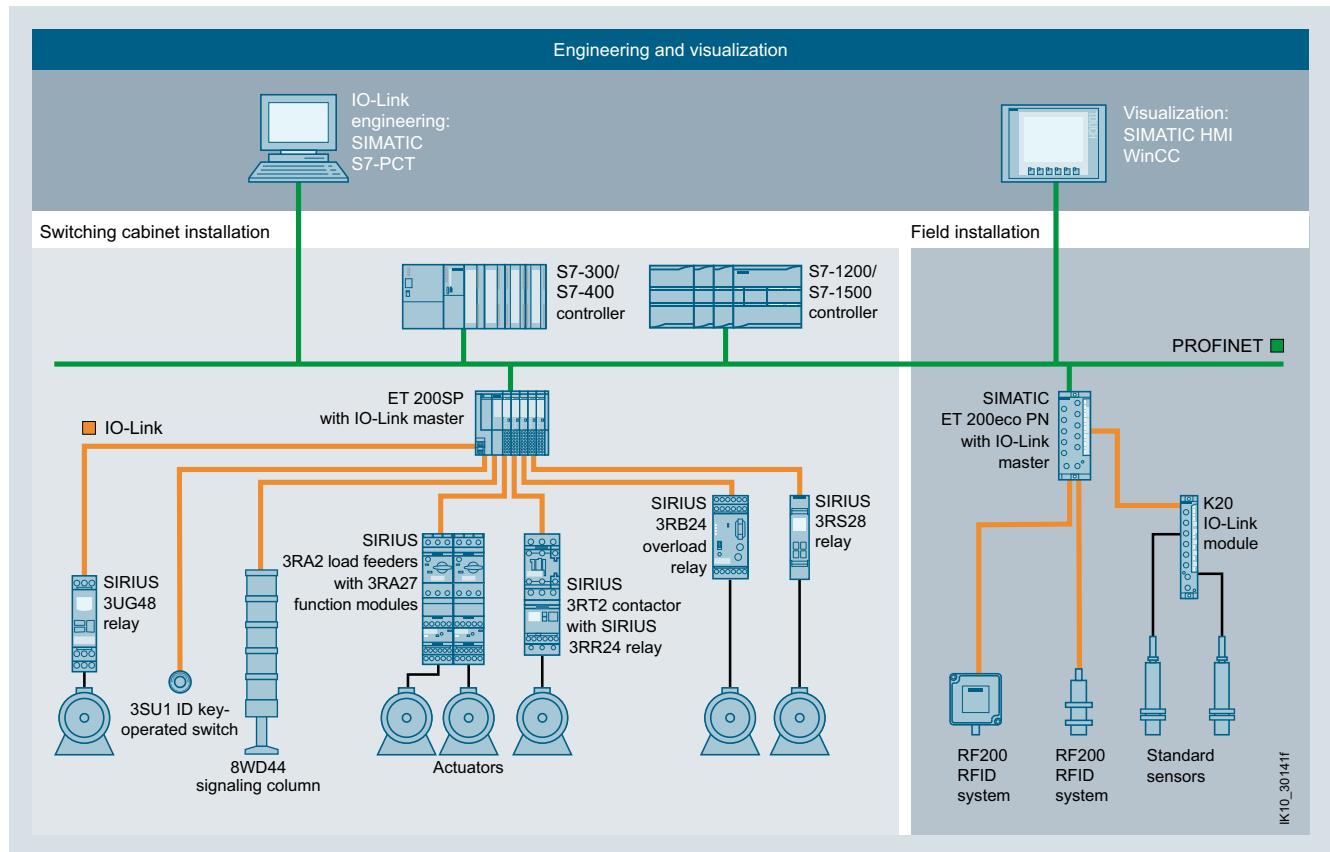 Engineering and visualization
IO-Link
engineering:
SIMATIC
S7-PCT
Visualization:
SIMATIC HMI
WinCC
Switching cabinet installation
Field installation
S7-300/
S7-400
controller
S7-1200/
S7-1500
controller
PROFINET
ET 200SP
with IO-Link master
IO-Link
SIMATIC
ET 200eco PN
with IO-Link
master
SIRIUS
3UG48
relay
3SU1 ID key-
operated switch
8WD44
signaling column
SIRIUS
3RA2 load feeders
with 3RA27
function modules
SIRIUS
3RT2 contactor
with SIRIUS
3RR24 relay
Actuators
SIRIUS
3RB24
overload
relay
SIRIUS
3RS28
relay
K20
IO-Link
module
RF200
RFID
system
RF200
RFID
system
Standard
sensors
IK10_30141f